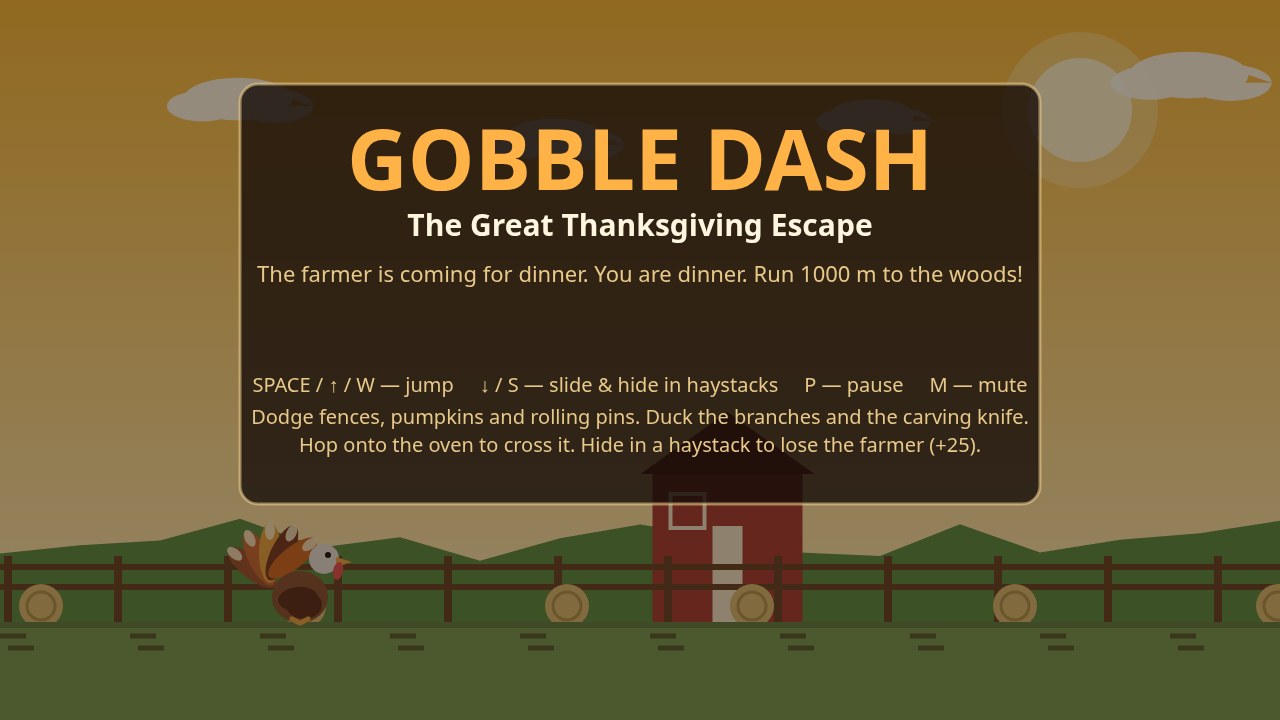 GOBBLE DASH
The Great Thanksgiving Escape
The farmer is coming for dinner. You are dinner. Run 1000 m to the woods!
SPACE / ↑ / W — jump ↓ / S — slide & hide in haystacks P — pause M — mute
Dodge fences, pumpkins and rolling pins. Duck the branches and the carving knife.
Hop onto the oven to cross it. Hide in a haystack to lose the farmer (+25).